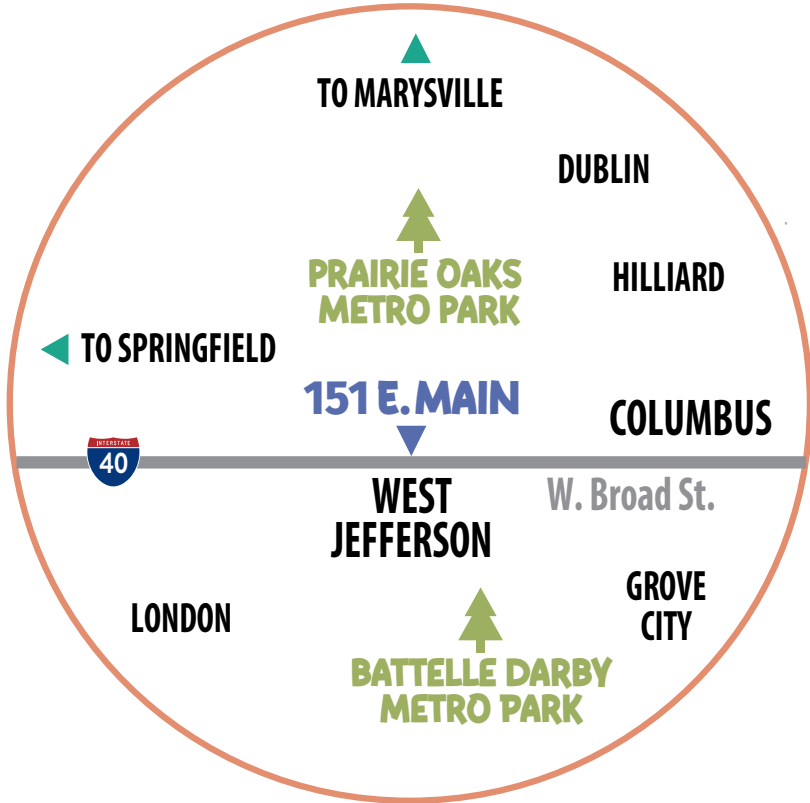 TO MARYSVILLE
DUBLIN
PRAIRIE OAKS
METRO PARK
HILLIARD
TO SPRINGFIELD
151 E. MAIN
COLUMBUS
INTERSTATE
40
WEST
JEFFERSON
W. Broad St.
LONDON
GROVE
CITY
BATTELLE DARBY
METRO PARK